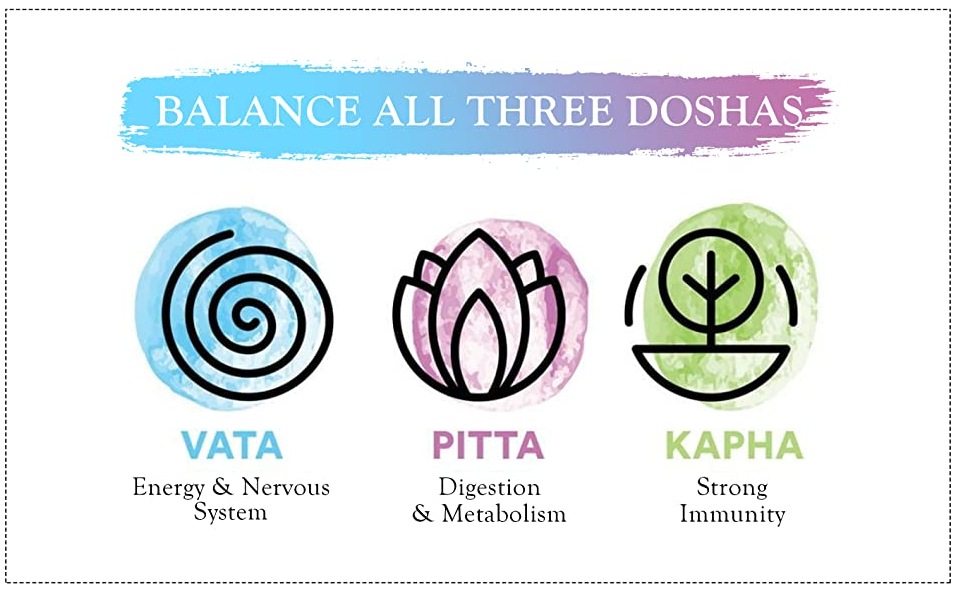 BALANCE ALL THREE DOSHAS
VATA
Energy & Nervous
System
PITTA
Digestion
& Metabolism
KAPHA
Strong
Immunity